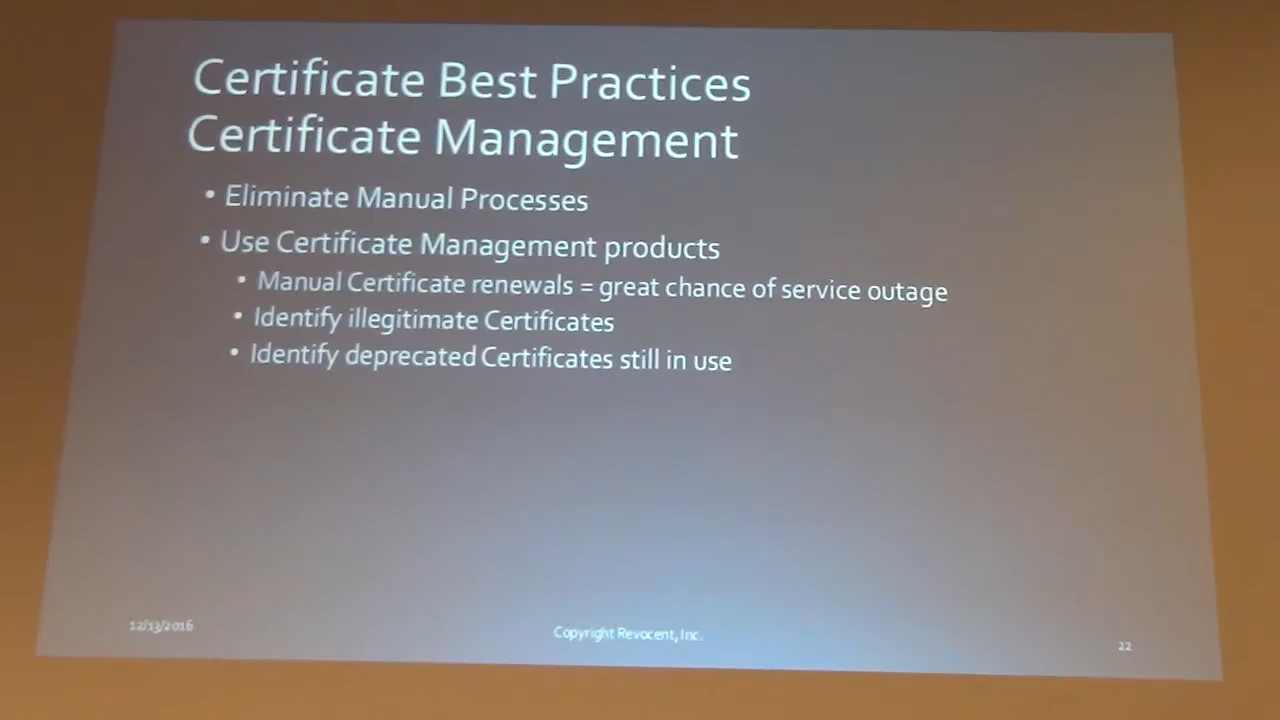 Certificate Best Practices
Certificate Management
• Eliminate Manual Processes
• Use Certificate Management products
• Manual Certificate renewals = great chance of service outage
• Identify illegitimate Certificates
• Identify deprecated Certificates still in use
12/13/2016
Copyright Revocent, Inc.
22